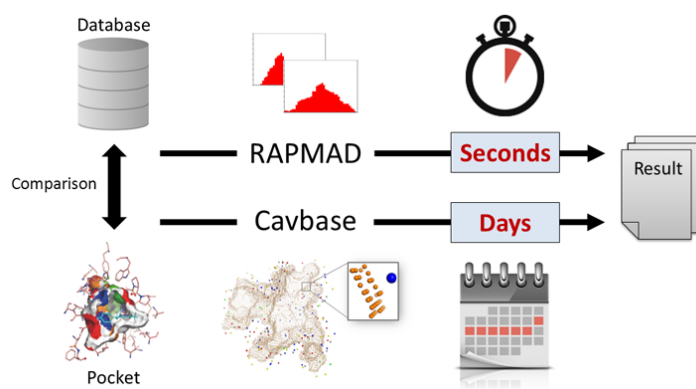 Database
RAPMAD
Seconds
Comparison
Result
Cavbase
Days
Pocket